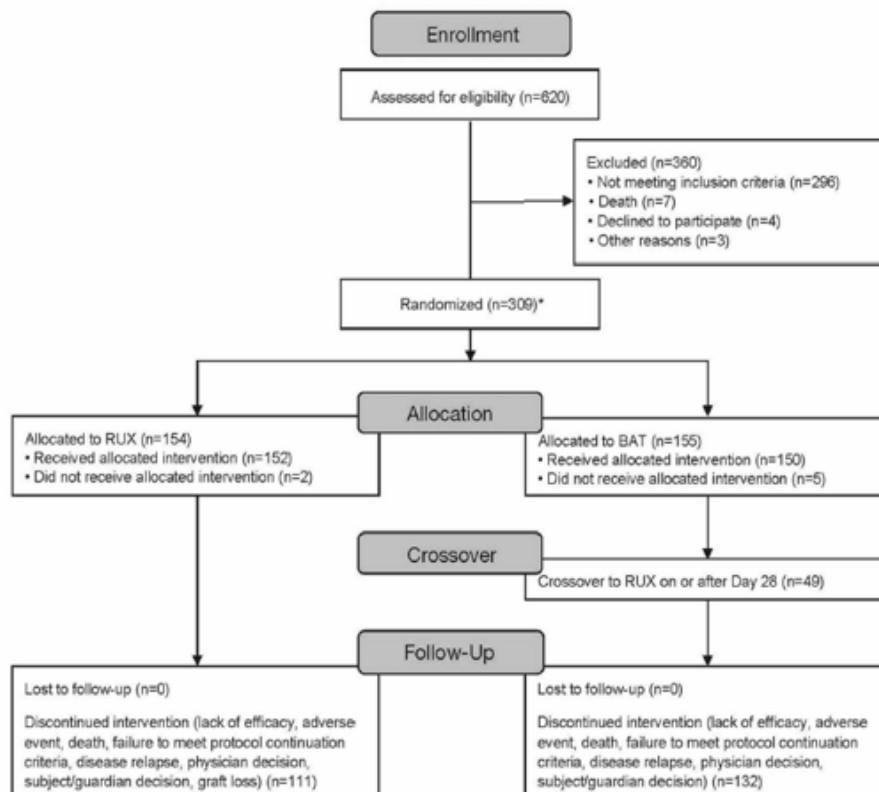 Enrollment
Assessed for eligibility (n=620)
Excluded (n=360)
• Not meeting inclusion criteria (n=296)
• Death (n=7)
• Declined to participate (n=4)
• Other reasons (n=3)
Randomized (n=309)*
Allocation
Allocated to RUX (n=154)
• Received allocated intervention (n=152)
• Did not receive allocated intervention (n=2)
Allocated to BAT (n=155)
• Received allocated intervention (n=150)
• Did not receive allocated intervention (n=5)
Crossover
Crossover to RUX on or after Day 28 (n=49)
Follow-Up
Lost to follow-up (n=0)
Discontinued intervention (lack of efficacy, adverse
event, death, failure to meet protocol continuation
criteria, disease relapse, physician decision,
subject/guardian decision, graft loss) (n=111)
Lost to follow-up (n=0)
Discontinued intervention (lack of efficacy, adverse
event, death, failure to meet protocol continuation
criteria, disease relapse, physician decision,
subject/guardian decision) (n=132)